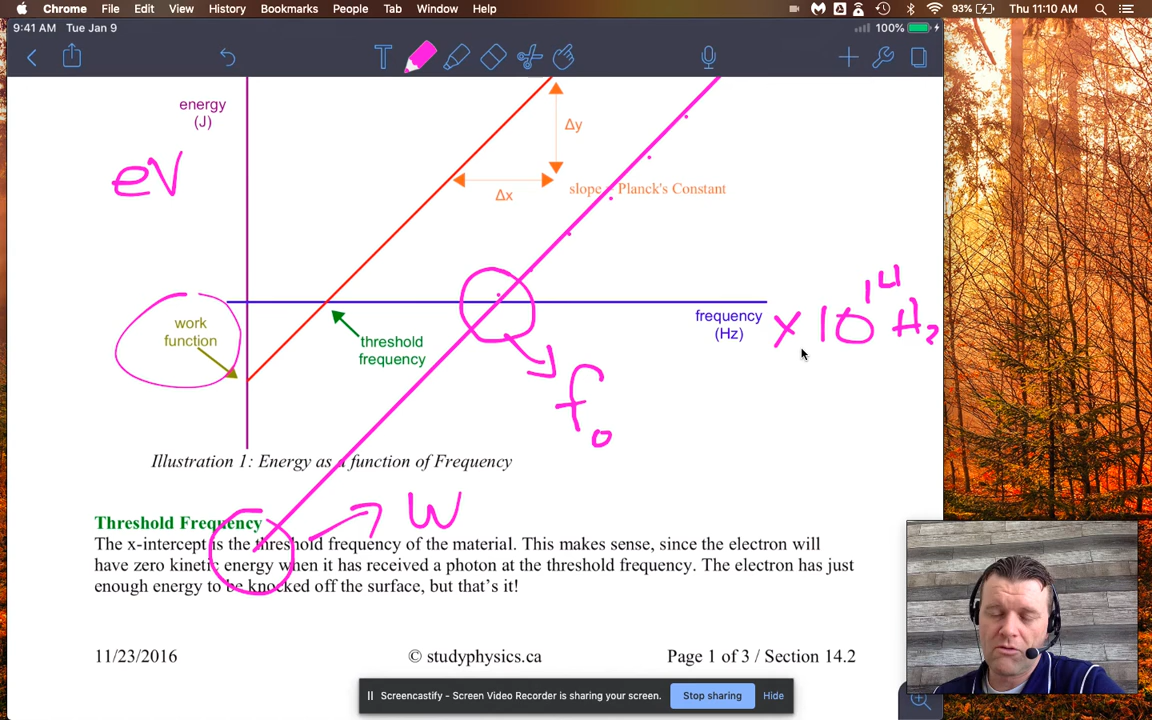 Chrome File Edit View History Bookmarks People Tab Window Help 93% Thu 11:10 AM
9:41 AM Tue Jan 9 100%
T
energy
(J)
eV
Δy
Δx
slope Planck's Constant
work
function
threshold
frequency
frequency
(Hz)
x10¹⁴ Hz
f₀
Illustration 1: Energy as a function of Frequency
W
Threshold Frequency
The x-intercept is the threshold frequency of the material. This makes sense, since the electron will
have zero kinetic energy when it has received a photon at the threshold frequency. The electron has just
enough energy to be knocked off the surface, but that's it!
11/23/2016 © studyphysics.ca Page 1 of 3 / Section 14.2
Screencastify - Screen Video Recorder is sharing your screen. Stop sharing Hide